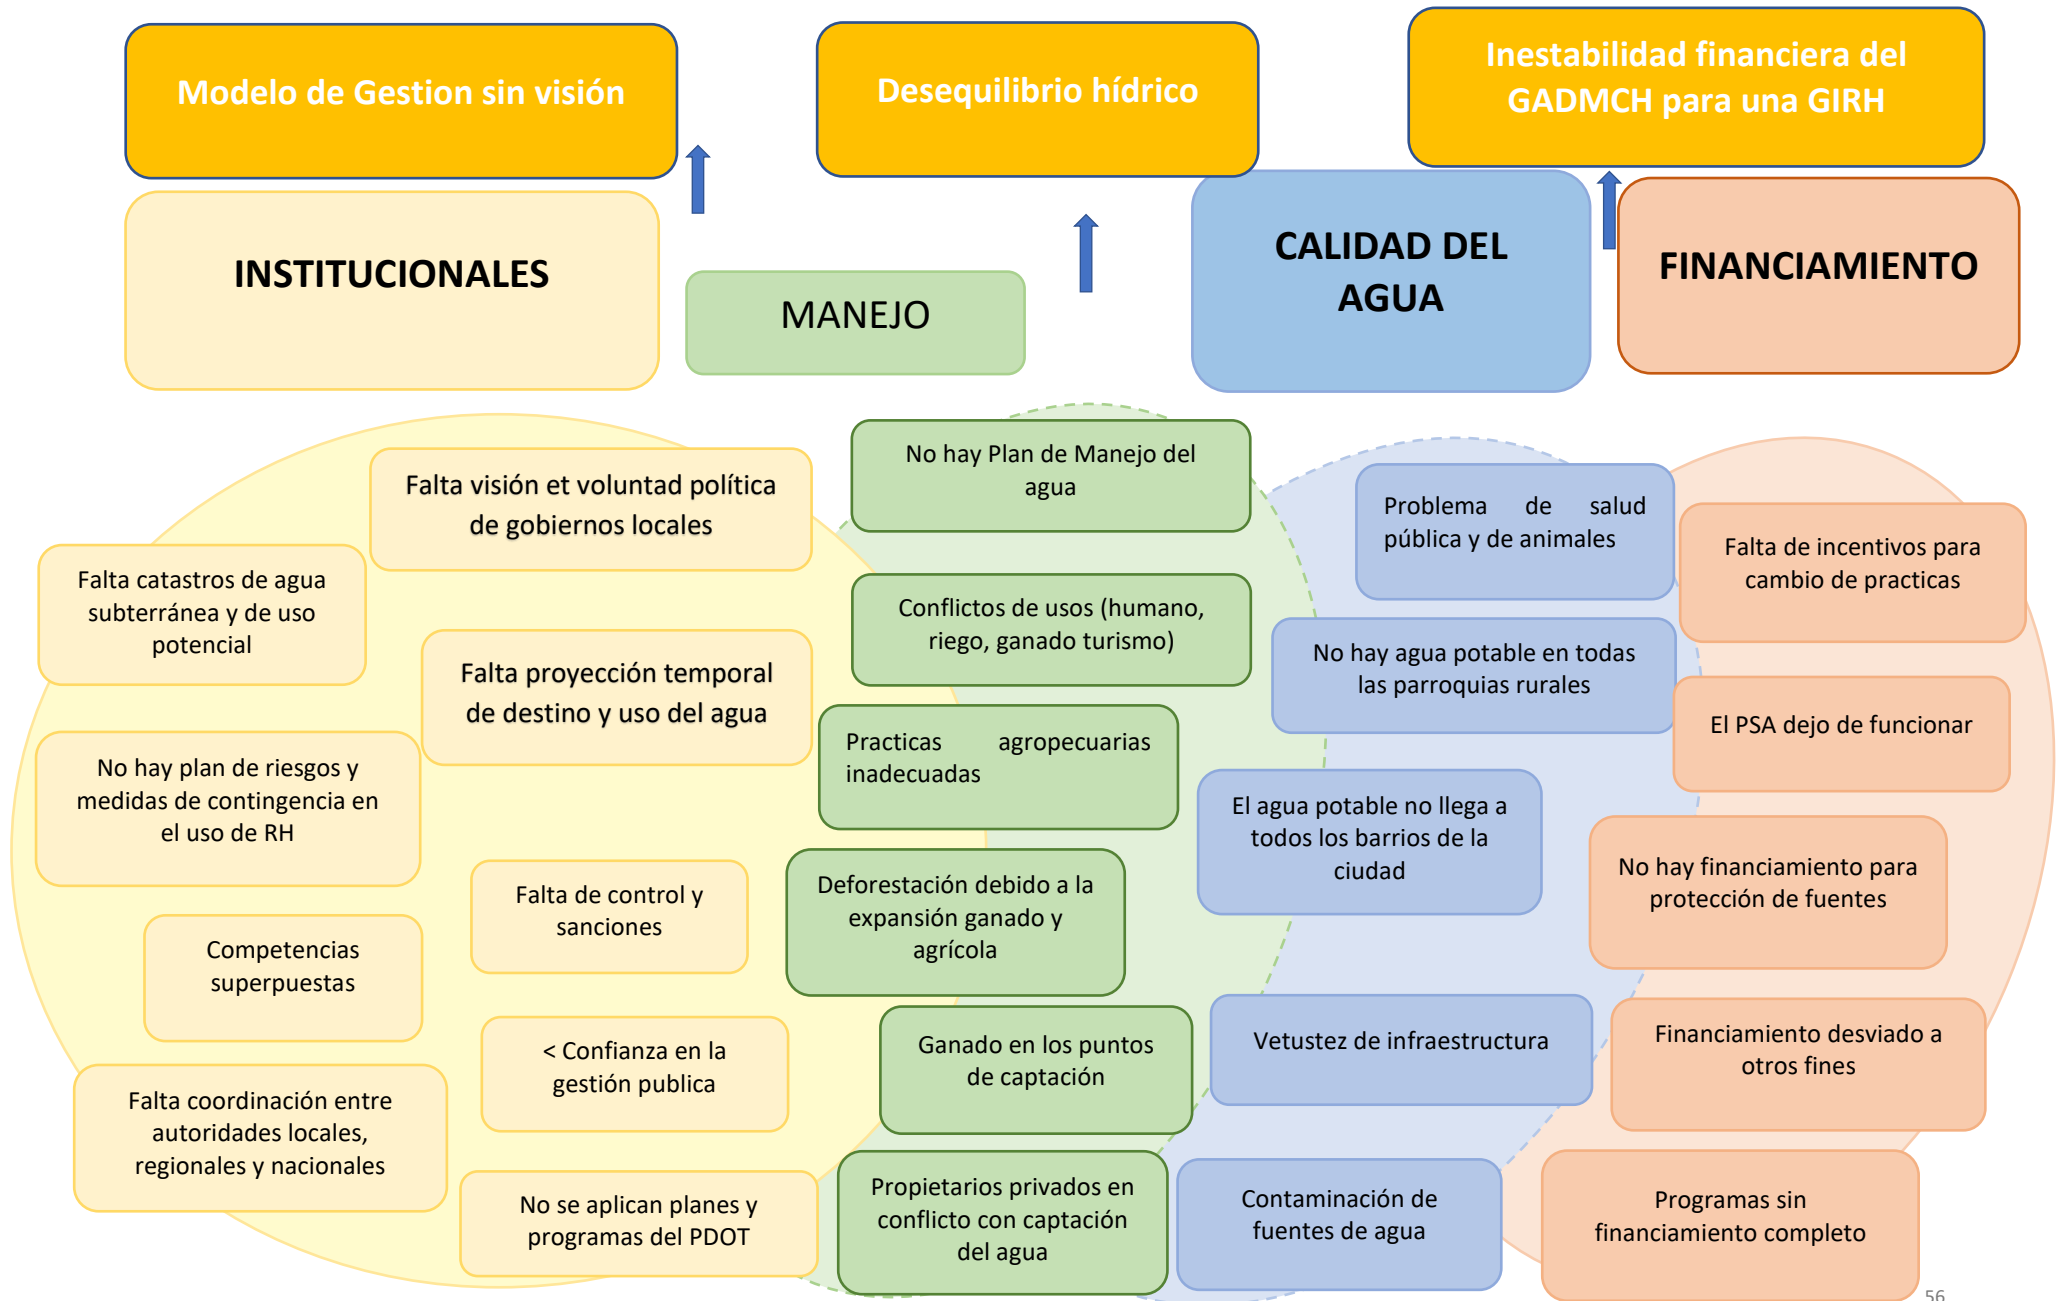 Modelo de Gestion sin visión
Desequilibrio hídrico
Inestabilidad financiera del
GADMCH para una GIRH
INSTITUCIONALES
MANEJO
CALIDAD DEL
AGUA
FINANCIAMIENTO
Falta visión et voluntad política
de gobiernos locales
Falta catastros de agua
subterránea y de uso
potencial
Falta proyección temporal
de destino y uso del agua
No hay plan de riesgos y
medidas de contingencia en
el uso de RH
Falta de control y
sanciones
Competencias
superpuestas
< Confianza en la
gestión publica
Falta coordinación entre
autoridades locales,
regionales y nacionales
No se aplican planes y
programas del PDOT
No hay Plan de Manejo del
agua
Conflictos de usos (humano,
riego, ganado turismo)
Practicas agropecuarias
inadecuadas
Deforestación debido a la
expansión ganado y
agrícola
Ganado en los puntos
de captación
Propietarios privados en
conflicto con captación
del agua
Problema de salud
pública y de animales
No hay agua potable en todas
las parroquias rurales
El agua potable no llega a
todos los barrios de la
ciudad
Vetustez de infraestructura
Contaminación de
fuentes de agua
Falta de incentivos para
cambio de practicas
El PSA dejo de funcionar
No hay financiamiento para
protección de fuentes
Financiamiento desviado a
otros fines
Programas sin
financiamiento completo
56